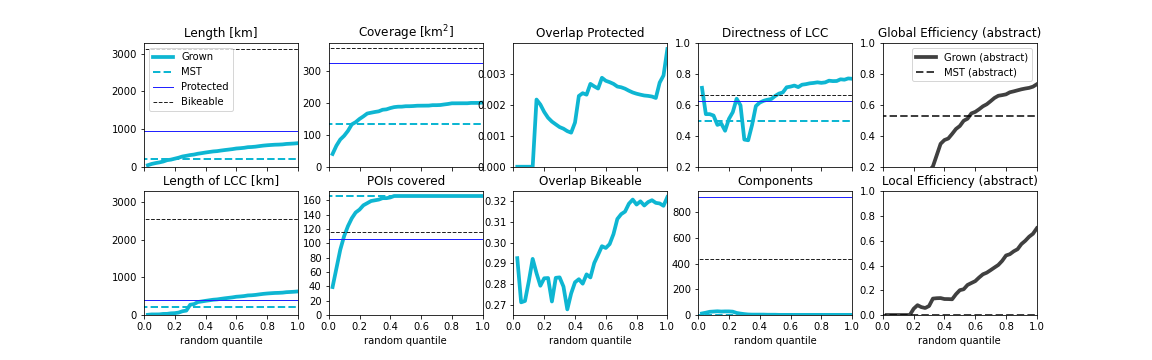 Length [km]
Coverage [km²]
Overlap Protected
Directness of LCC
Global Efficiency (abstract)
3000
2000
1000
0
Grown
MST
Protected
Bikeable
300
200
100
0
0.003
0.002
0.001
0.000
1.0
0.8
0.6
0.4
0.2
1.0
0.8
0.6
0.4
0.2
Grown (abstract)
MST (abstract)
Length of LCC [km]
POIs covered
Overlap Bikeable
Components
Local Efficiency (abstract)
3000
2000
1000
0
160
140
120
100
80
60
40
20
0
0.32
0.31
0.30
0.29
0.28
0.27
800
600
400
200
0
1.0
0.8
0.6
0.4
0.2
0.0
0.0 0.2 0.4 0.6 0.8 1.0
0.0 0.2 0.4 0.6 0.8 1.0
0.0 0.2 0.4 0.6 0.8 1.0
0.0 0.2 0.4 0.6 0.8 1.0
0.0 0.2 0.4 0.6 0.8 1.0
random quantile
random quantile
random quantile
random quantile
random quantile